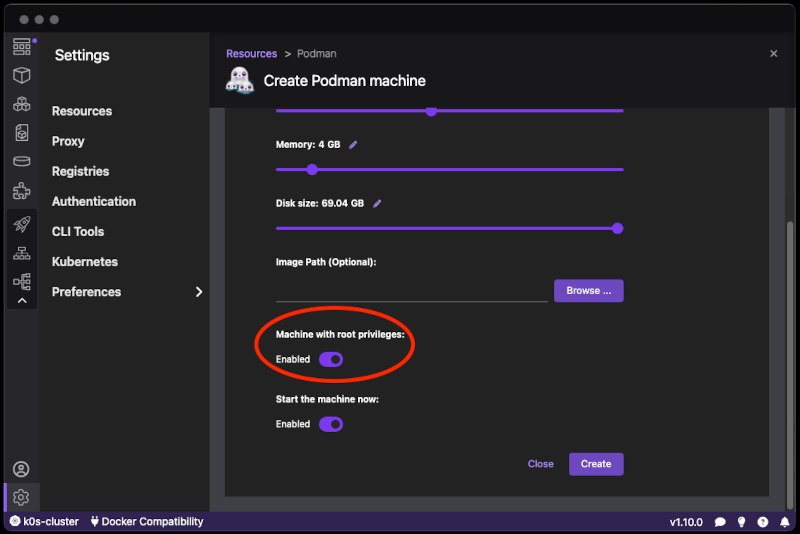 Settings
Resources
Proxy
Registries
Authentication
CLI Tools
Kubernetes
Preferences
Resources > Podman
Create Podman machine
Memory: 4 GB
Disk size: 69.04 GB
Image Path (Optional):
Browse ...
Machine with root privileges:
Enabled
Start the machine now:
Enabled
Close Create
k0s-cluster Docker Compatibility v1.10.0